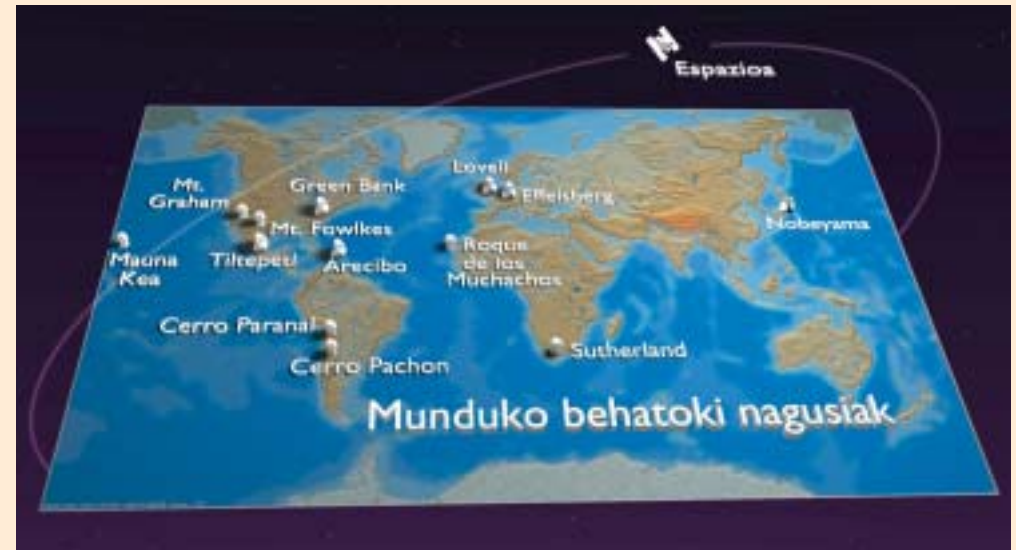 Espazioa
Lovell
Effelsberg
Mt.
Graham
Green Bank
Mt. Fowlkes
Nobeyama
Mauna
Kea
Tiltepetl
Arecibo
Roque
de los
Muchachos
Cerro Paranal
Cerro Pachon
Sutherland
Munduko behatoki nagusiak